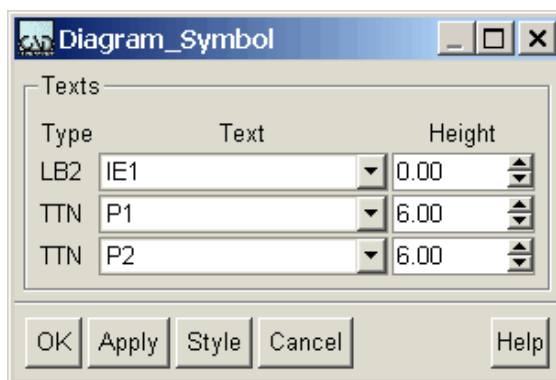 CAD Diagram_Symbol
Texts
Type Text Height
LB2 IE1 0.00
TTN P1 6.00
TTN P2 6.00
OK Apply Style Cancel Help